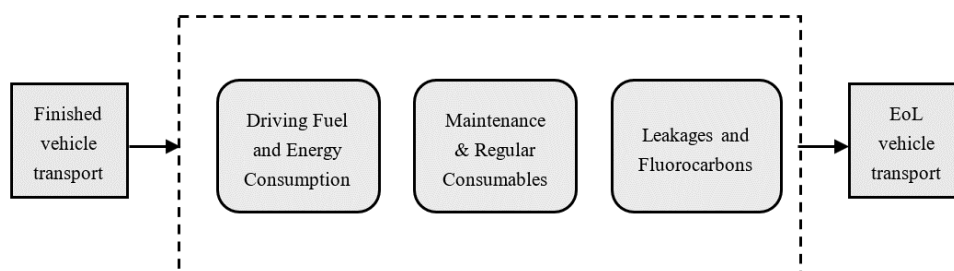 Finished
vehicle
transport
Driving Fuel
and Energy
Consumption
Maintenance
& Regular
Consumables
Leakages and
Fluorocarbons
EoL
vehicle
transport